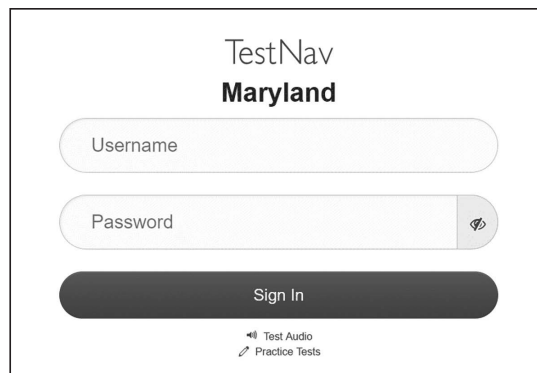 TestNav
Maryland
Username
Password
Sign In
Test Audio
Practice Tests